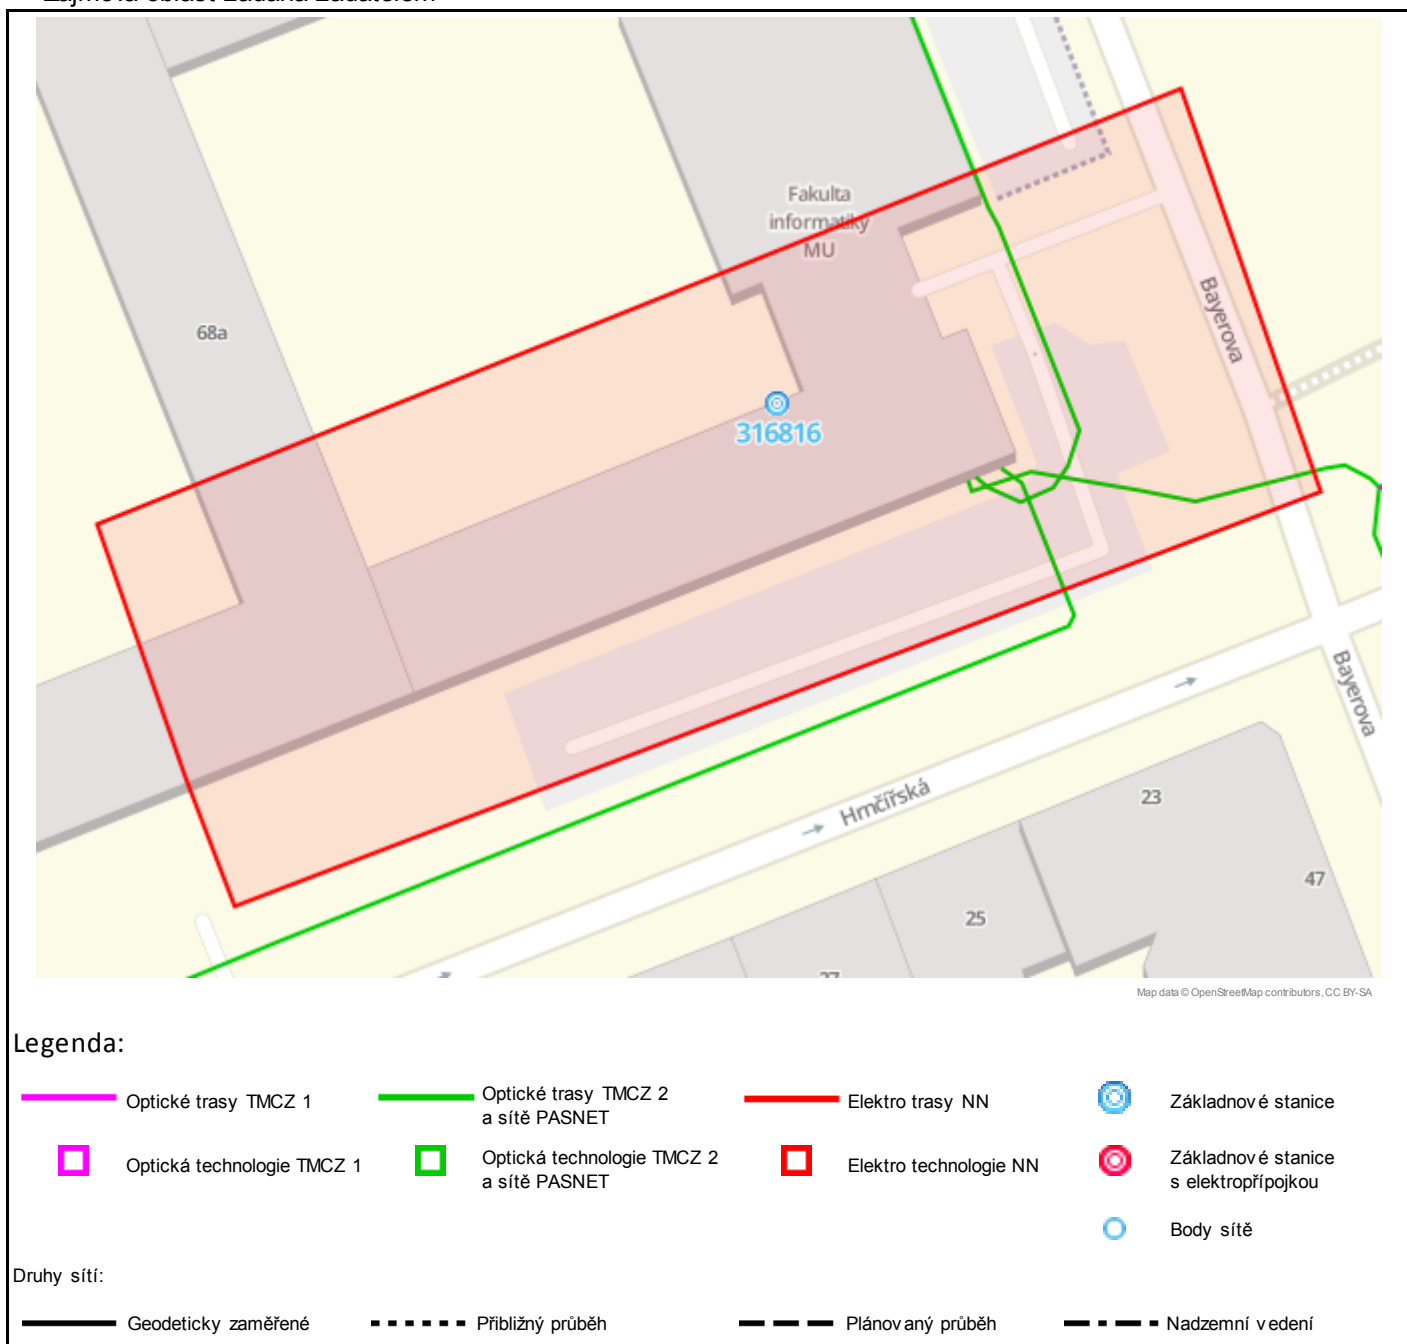 Fakulta
informatiky
MU
68a
316816
Bayerova
Bayerova
Hrnčířská
23
47
25
Map data © OpenStreetMap contributors, CC BY-SA
Legenda:
Optické trasy TMCZ 1
Optické trasy TMCZ 2
a sítě PASNET
Elektro trasy NN
Základnové stanice
Optická technologie TMCZ 1
Optická technologie TMCZ 2
a sítě PASNET
Elektro technologie NN
Základnové stanice
s elektropřípojkou
Body sítě
Druhy sítí:
Geodeticky zaměřené
Přibližný průběh
Plánovaný průběh
Nadzemní vedení